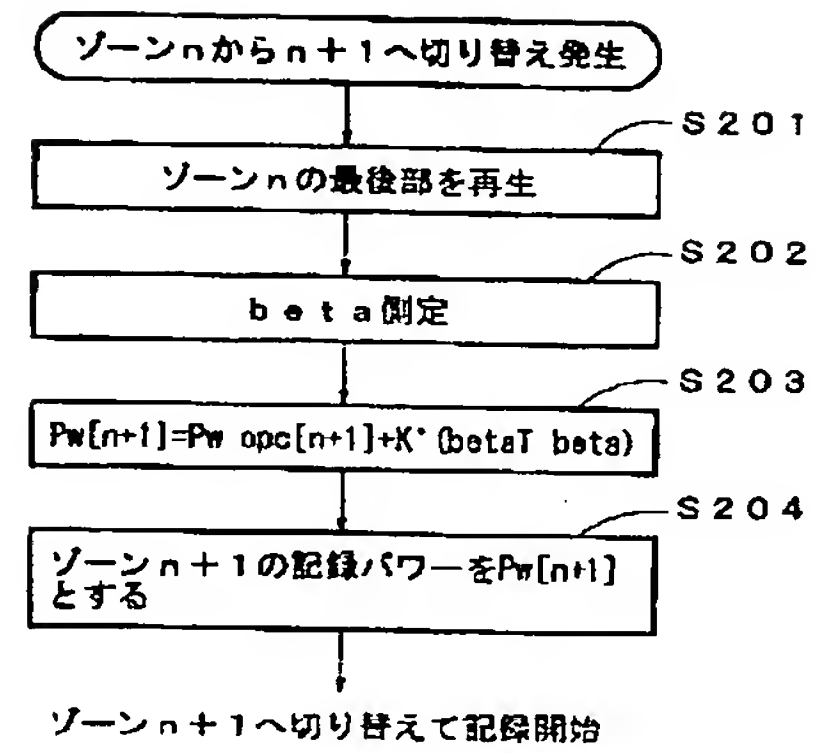 ゾーンnからn+1へ切り替え発生
S201
ゾーンnの最後部を再生
S202
beta測定
S203
Pw[n+1]=Pw opc[n+1]+K*(betaT beta)
S204
ゾーンn+1の記録パワーをPw[n+1]
とする
ゾーンn+1へ切り替えて記録開始